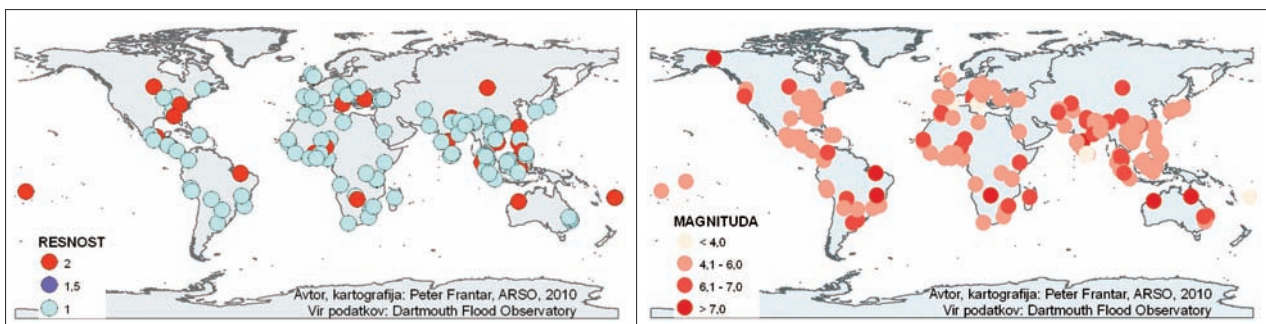 RESNOST
2
1,5
1
Avtor, kartografija: Peter Frantar, ARSO, 2010
Vir podatkov: Dartmouth Flood Observatory
MAGNITUDA
< 4,0
4,1 - 6,0
6,1 - 7,0
> 7,0
Avtor, kartografija: Peter Frantar, ARSO, 2010
Vir podatkov: Dartmouth Flood Observatory